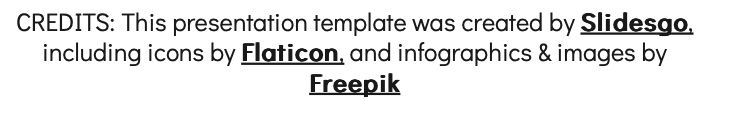 CREDITS: This presentation template was created by Slidesgo,
including icons by Flaticon, and infographics & images by
Freepik